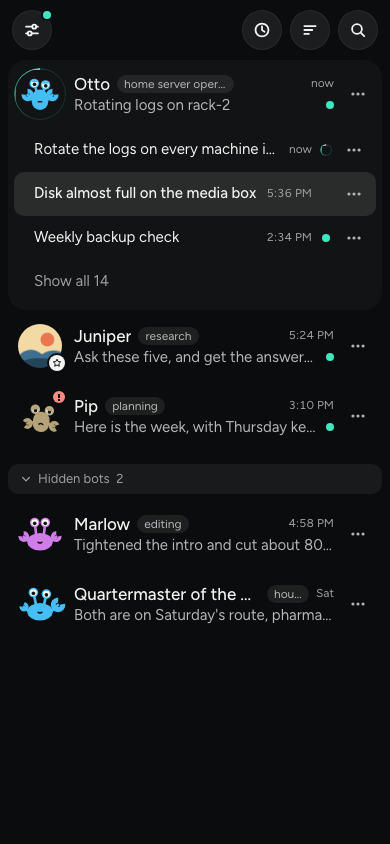 Otto home server oper... now
Rotating logs on rack-2
Rotate the logs on every machine i... now
Disk almost full on the media box 5:36 PM
Weekly backup check 2:34 PM
Show all 14
Juniper research 5:24 PM
Ask these five, and get the answer...
Pip planning 3:10 PM
Here is the week, with Thursday ke...
Hidden bots 2
Marlow editing 4:58 PM
Tightened the intro and cut about 80...
Quartermaster of the ... hou... Sat
Both are on Saturday's route, pharma...